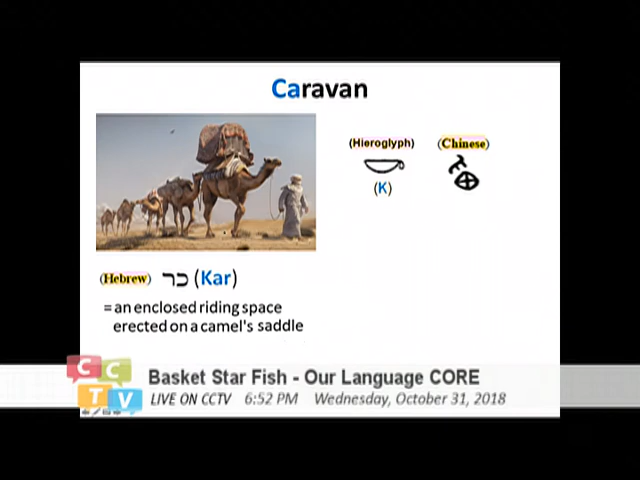 Caravan
(Hieroglyph) (Chinese)
(K)
(Hebrew) כר (Kar)
= an enclosed riding space
erected on a camel's saddle
CCTV
Basket Star Fish - Our Language CORE
LIVE ON CCTV 6:52 PM Wednesday, October 31, 2018